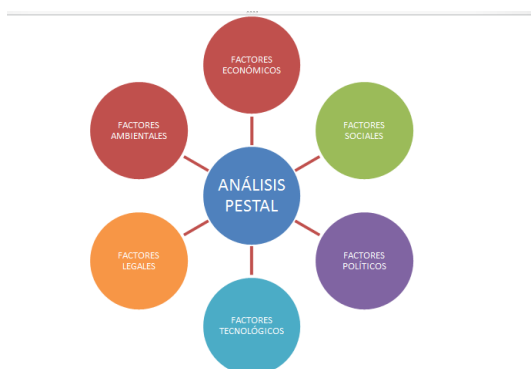 FACTORES
ECONÓMICOS
FACTORES
AMBIENTALES
FACTORES
SOCIALES
ANÁLISIS
PESTAL
FACTORES
LEGALES
FACTORES
POLÍTICOS
FACTORES
TECNOLÓGICOS